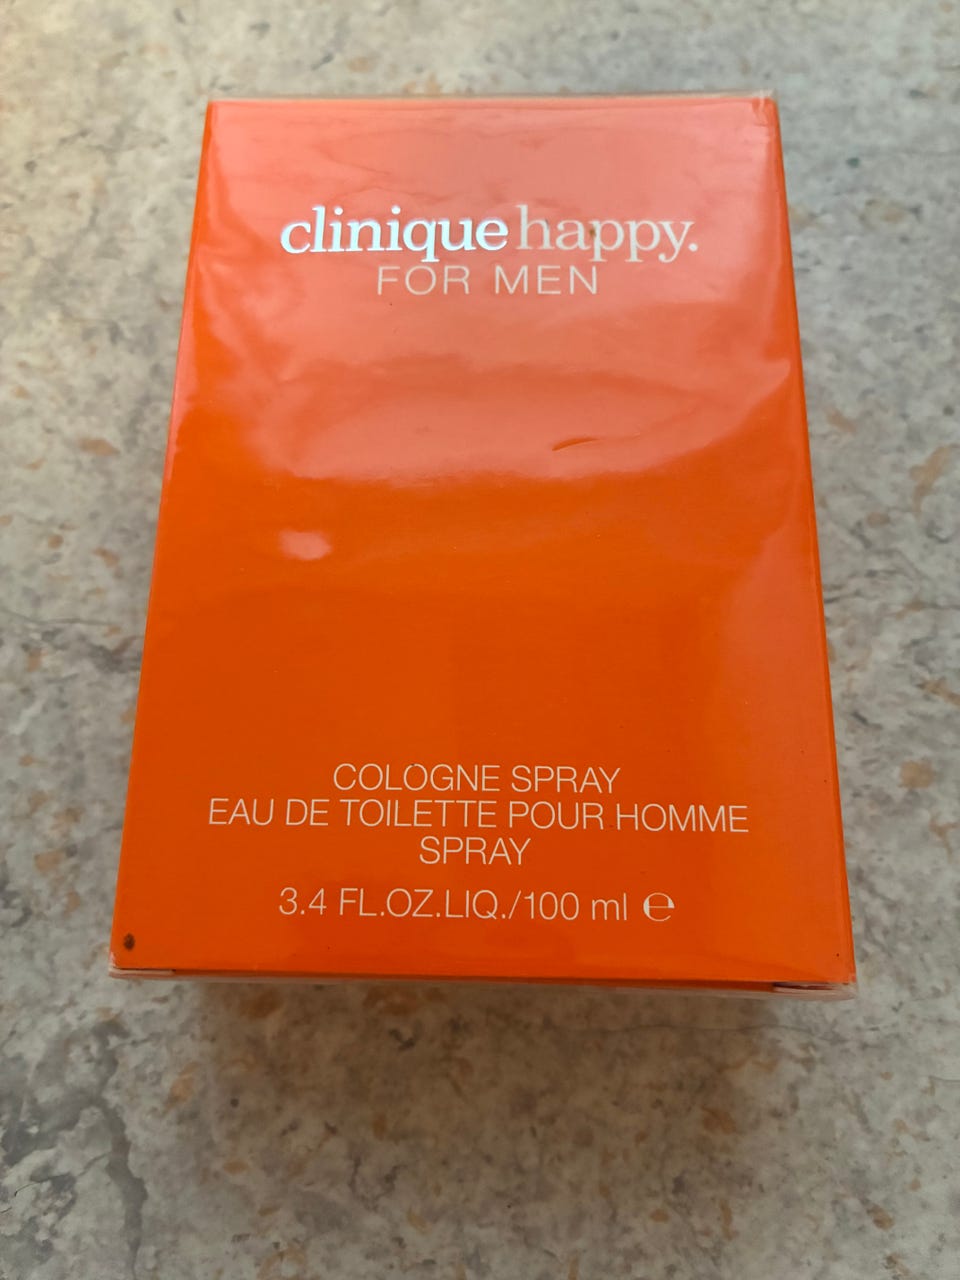 clinique happy.
FOR MEN
COLOGNE SPRAY
EAU DE TOILETTE POUR HOMME
SPRAY
3.4 FL.OZ.LIQ./100 ml ℮